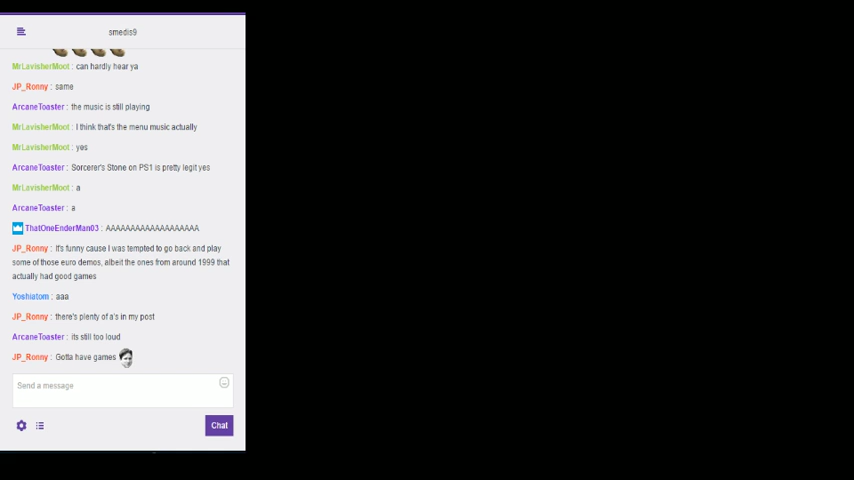 smedis9
MrLavisherMoot : can hardly hear ya
JP_Ronny : same
ArcaneToaster : the music is still playing
MrLavisherMoot : I think that's the menu music actually
MrLavisherMoot : yes
ArcaneToaster : Sorcerer's Stone on PS1 is pretty legit yes
MrLavisherMoot : a
ArcaneToaster : a
ThatOneEnderMan03 : AAAAAAAAAAAAAAAAAAA
JP_Ronny : It's funny cause I was tempted to go back and play
some of those euro demos, albeit the ones from around 1999 that
actually had good games
Yoshiatom : aaa
JP_Ronny : there's plenty of a's in my post
ArcaneToaster : its still too loud
JP_Ronny : Gotta have games
Send a message
Chat